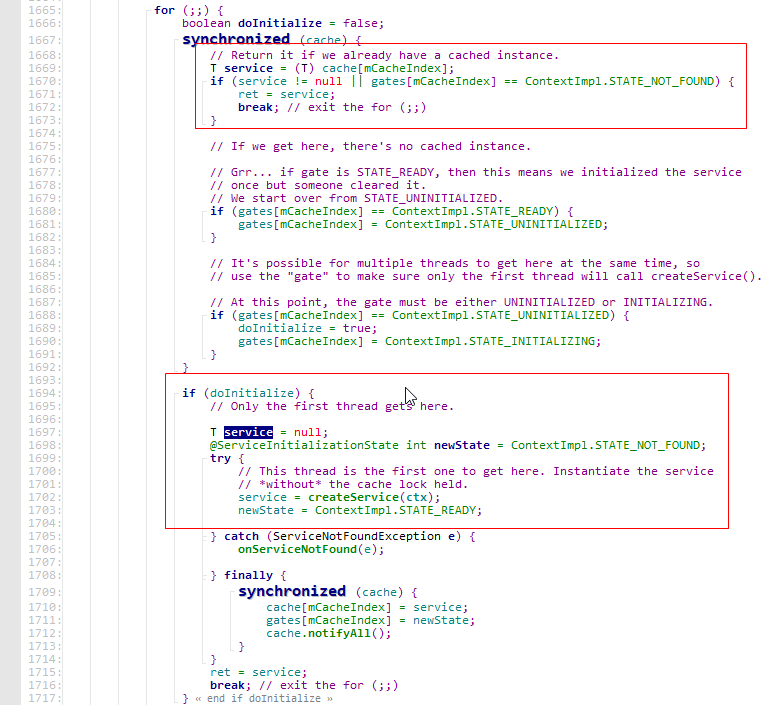 1665: for (;;) {
1666: boolean doInitialize = false;
1667: synchronized (cache) {
1668: // Return it if we already have a cached instance.
1669: T service = (T) cache[mCacheIndex];
1670: if (service != null || gates[mCacheIndex] == ContextImpl.STATE_NOT_FOUND) {
1671: ret = service;
1672: break; // exit the for (;;)
1673: }
1674:
1675: // If we get here, there's no cached instance.
1676:
1677: // Grr... if gate is STATE_READY, then this means we initialized the service
1678: // once but someone cleared it.
1679: // We start over from STATE_UNINITIALIZED.
1680: if (gates[mCacheIndex] == ContextImpl.STATE_READY) {
1681: gates[mCacheIndex] = ContextImpl.STATE_UNINITIALIZED;
1682: }
1683:
1684: // It's possible for multiple threads to get here at the same time, so
1685: // use the "gate" to make sure only the first thread will call createService().
1686:
1687: // At this point, the gate must be either UNINITIALIZED or INITIALIZING.
1688: if (gates[mCacheIndex] == ContextImpl.STATE_UNINITIALIZED) {
1689: doInitialize = true;
1690: gates[mCacheIndex] = ContextImpl.STATE_INITIALIZING;
1691: }
1692: }
1693:
1694: if (doInitialize) {
1695: // Only the first thread gets here.
1696:
1697: T service = null;
1698: @ServiceInitializationState int newState = ContextImpl.STATE_NOT_FOUND;
1699: try {
1700: // This thread is the first one to get here. Instantiate the service
1701: // *without* the cache lock held.
1702: service = createService(ctx);
1703: newState = ContextImpl.STATE_READY;
1704:
1705: } catch (ServiceNotFoundException e) {
1706: onServiceNotFound(e);
1707:
1708: } finally {
1709: synchronized (cache) {
1710: cache[mCacheIndex] = service;
1711: gates[mCacheIndex] = newState;
1712: cache.notifyAll();
1713: }
1714: }
1715: ret = service;
1716: break; // exit the for (;;)
1717: } « end if doInitialize »